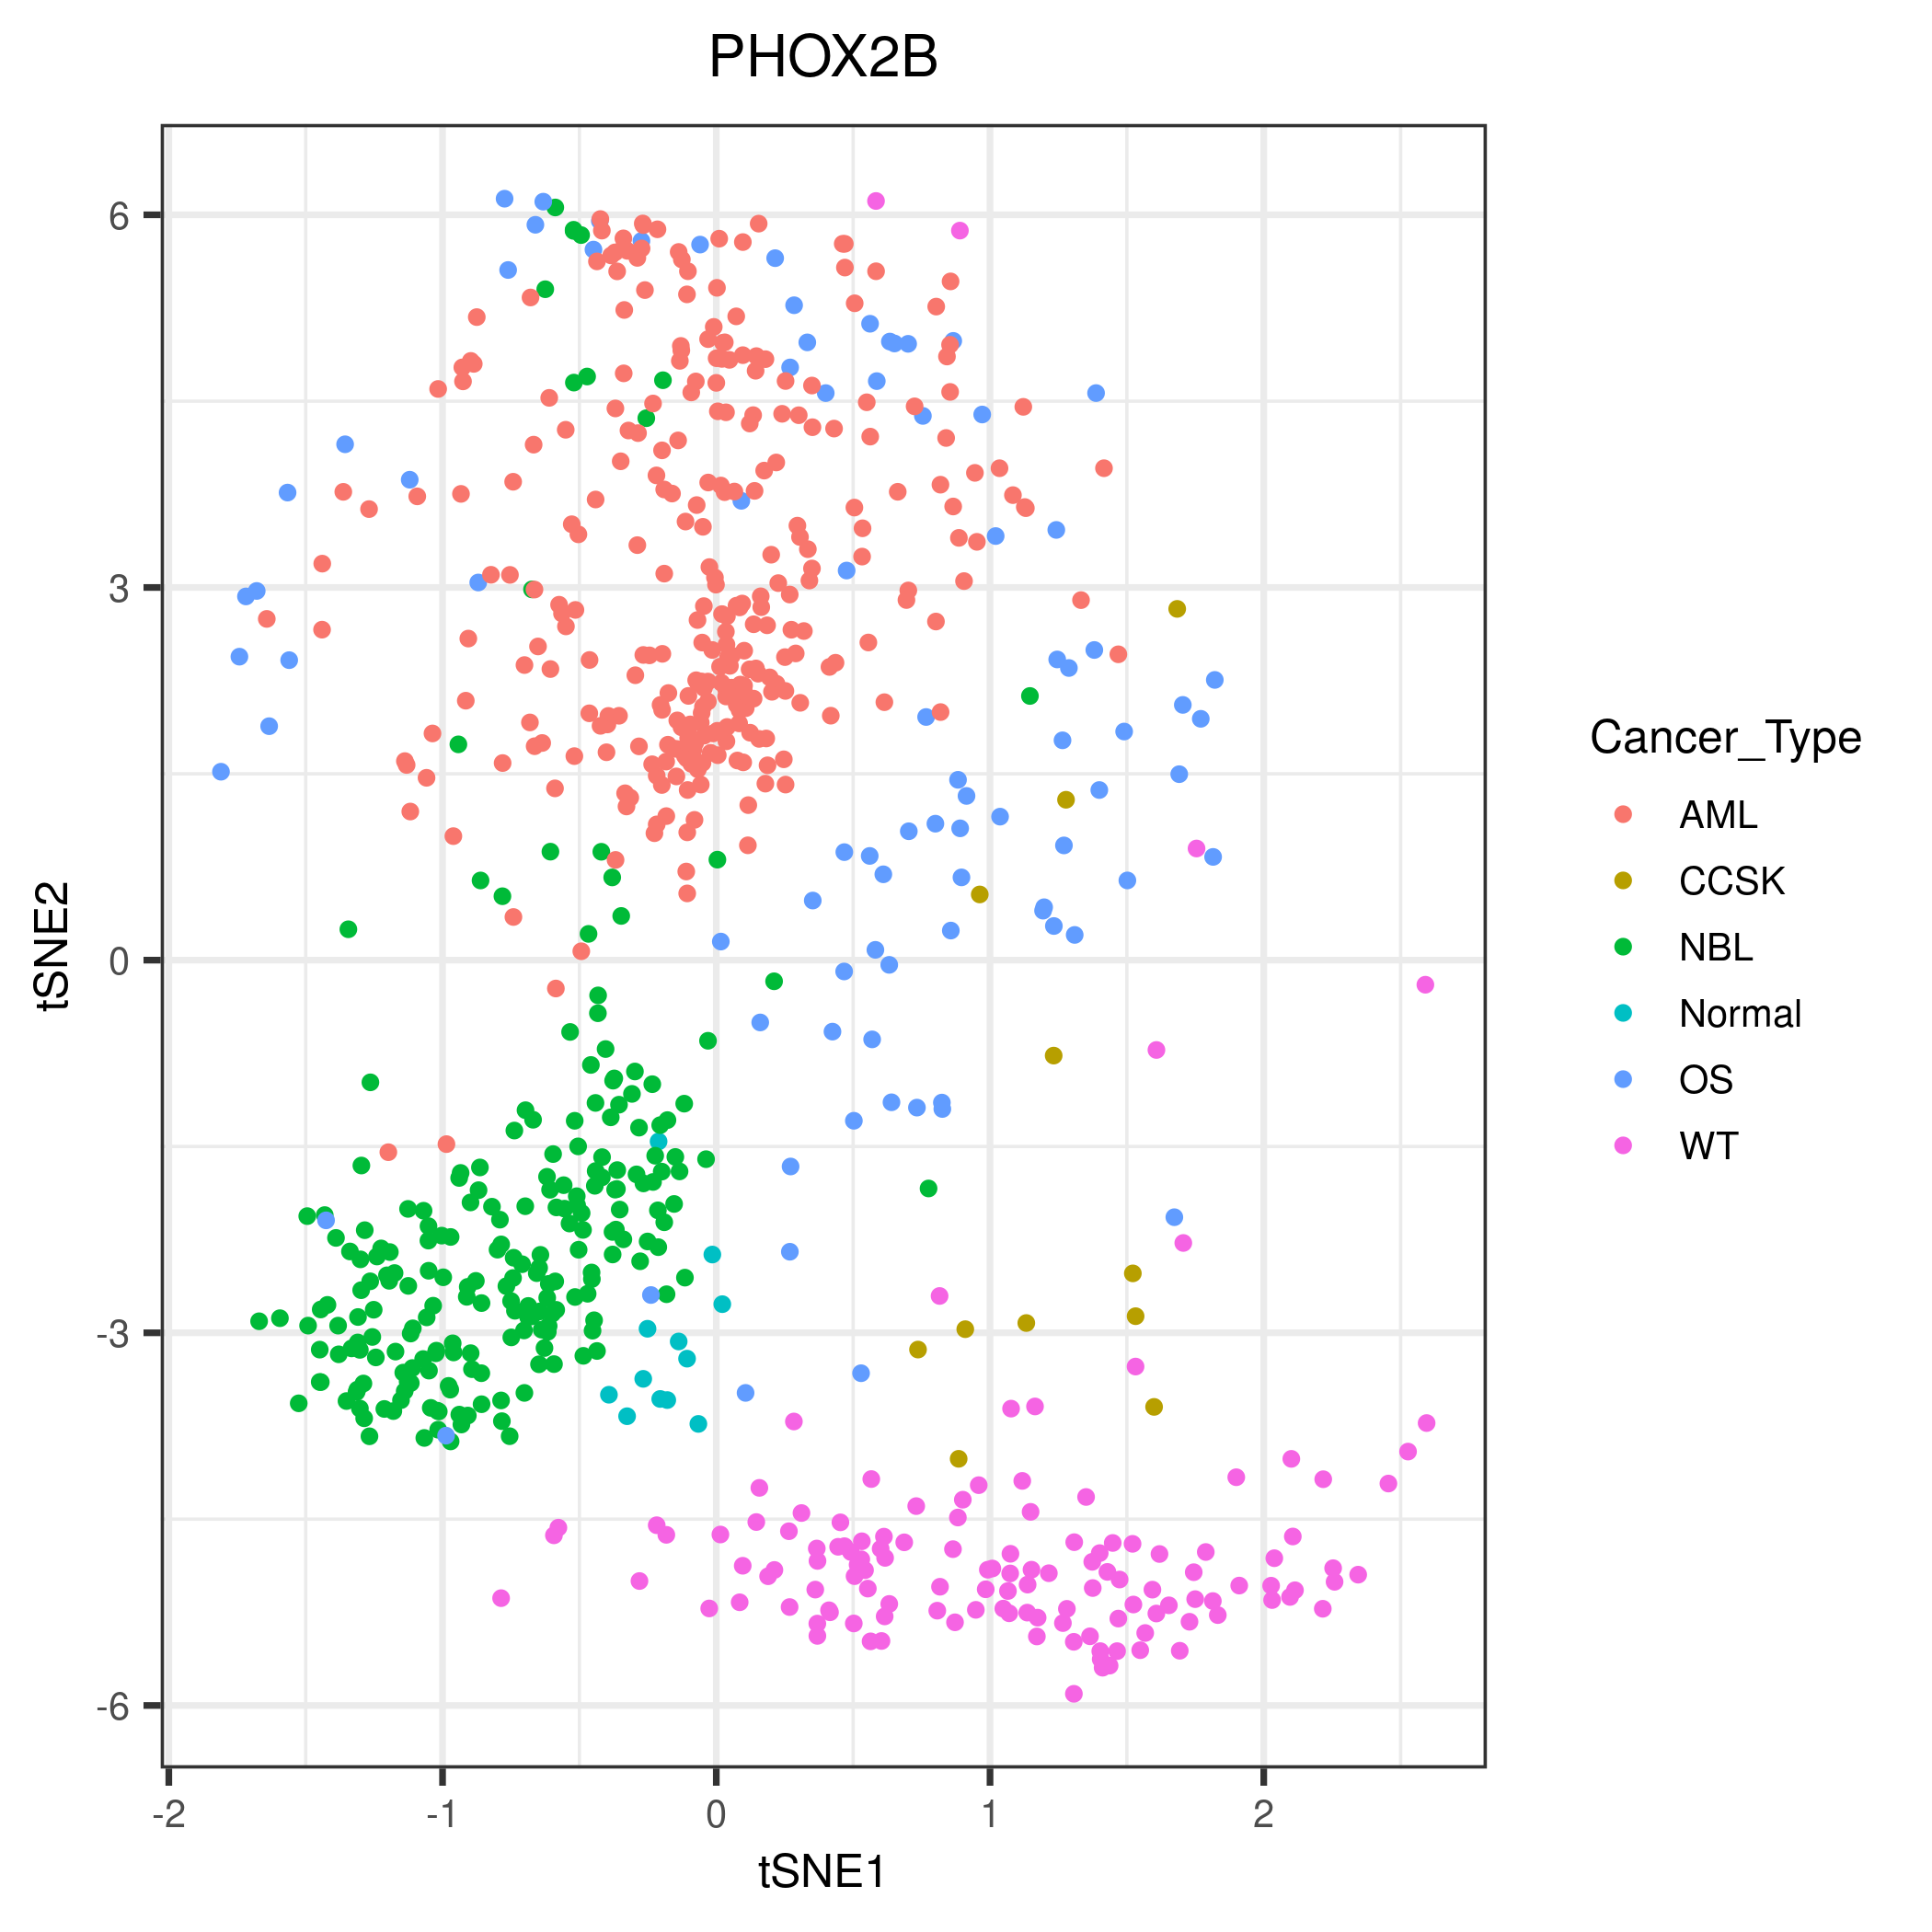 PHOX2B
6
3
0
-3
-6
tSNE2
-2
-1
0
1
2
tSNE1
Cancer_Type
AML
CCSK
NBL
Normal
OS
WT